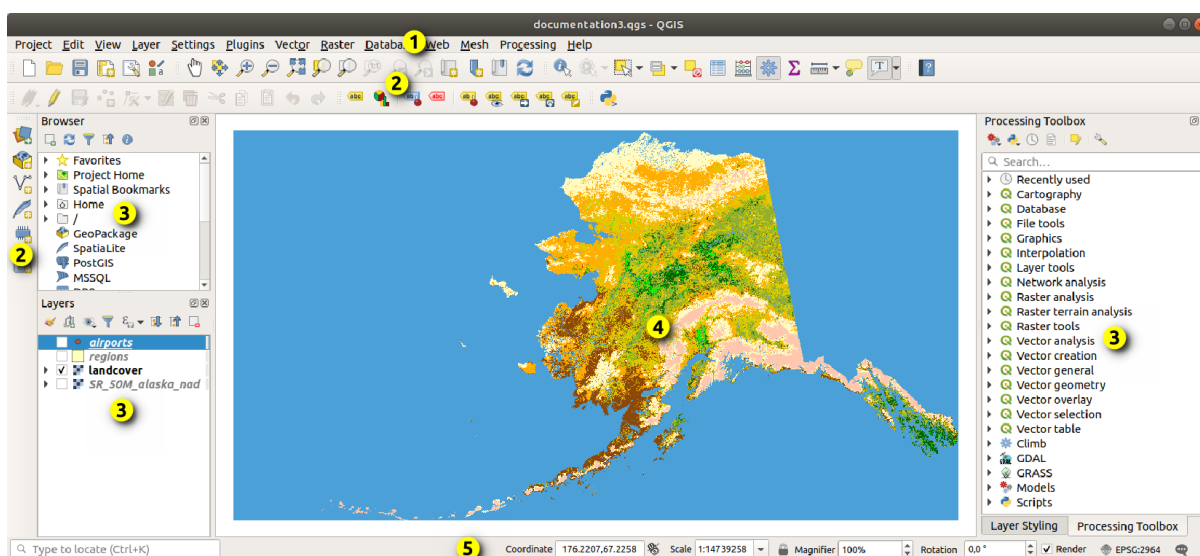 documentation3.qgs - QGIS
Project Edit View Layer Settings Plugins Vector Raster Database Web Mesh Processing Help
1
2
Browser
Favorites
Project Home
Spatial Bookmarks
Home
/
3
GeoPackage
SpatiaLite
PostGIS
MSSQL
2
Layers
airports
regions
landcover
SR_50M_alaska_nad
3
4
Processing Toolbox
Search...
Recently used
Cartography
Database
File tools
Graphics
Interpolation
Layer tools
Network analysis
Raster analysis
Raster terrain analysis
Raster tools
Vector analysis
3
Vector creation
Vector general
Vector geometry
Vector overlay
Vector selection
Vector table
Climb
GDAL
GRASS
Models
Scripts
Layer Styling Processing Toolbox
Type to locate (Ctrl+K) 5 Coordinate 176.2207,67.2258 Scale 1:14739258 Magnifier 100% Rotation 0,0 ° Render EPSG:2964